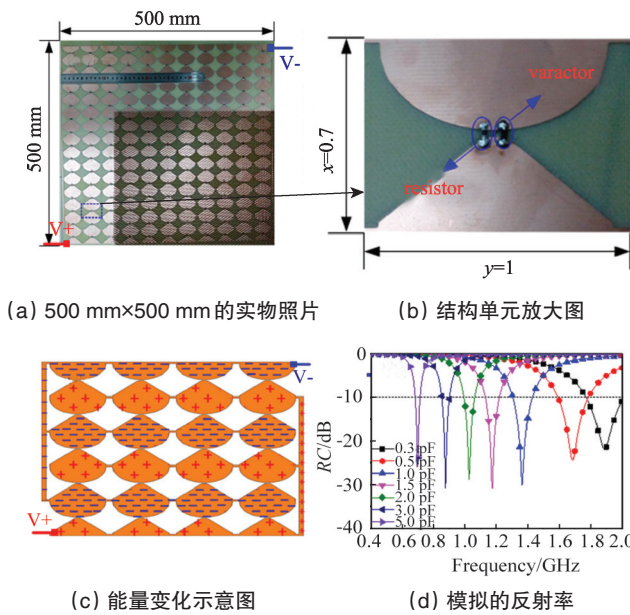 500 mm
500 mm
V-
V+
varactor
resistor
x=0.7
y=1
(a) 500 mm×500 mm的实物照片
(b) 结构单元放大图
V-
V+
RC/dB
0
-10
-20
-30
-40
0.3 pF
0.5 pF
1.0 pF
1.5 pF
2.0 pF
3.0 pF
5.0 pF
0.4 0.6 0.8 1.0 1.2 1.4 1.6 1.8 2.0
Frequency/GHz
(c) 能量变化示意图
(d) 模拟的反射率